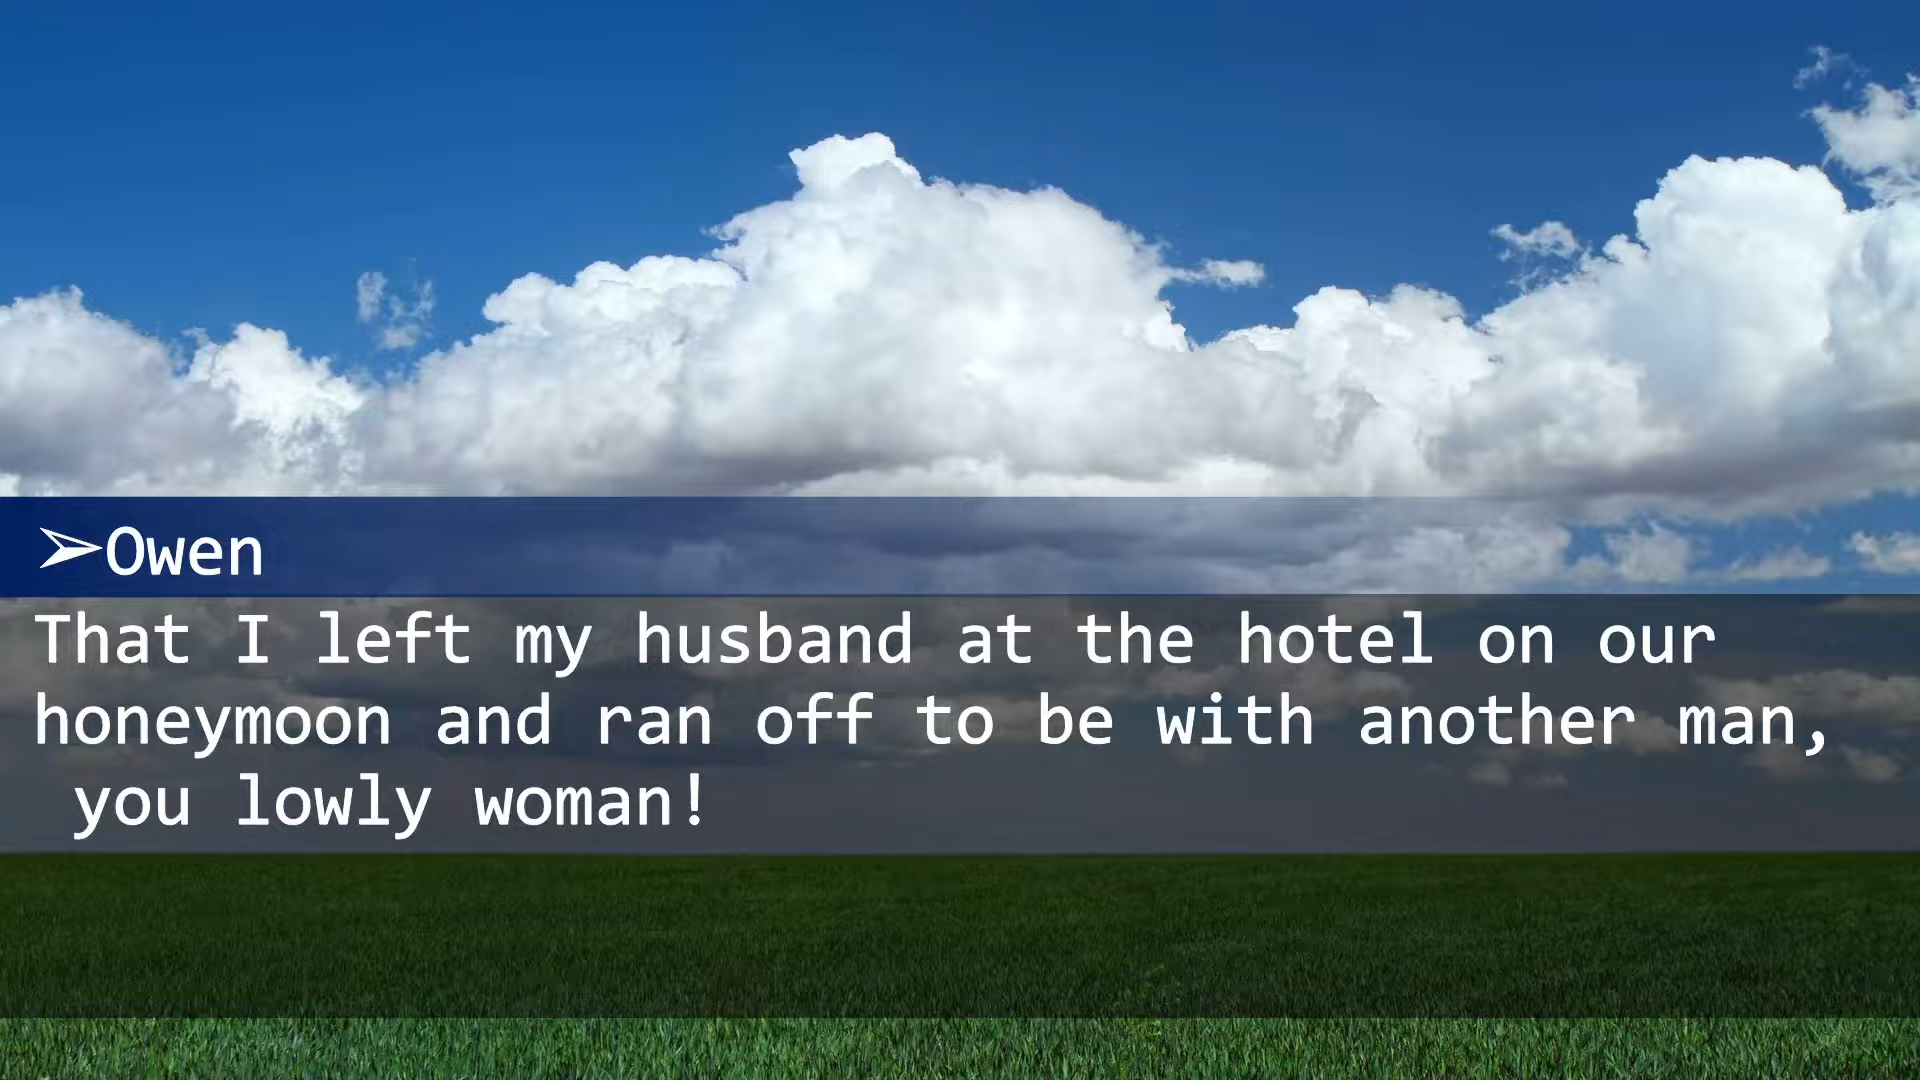 ➢Owen
That I left my husband at the hotel on our
honeymoon and ran off to be with another man,
you lowly woman!